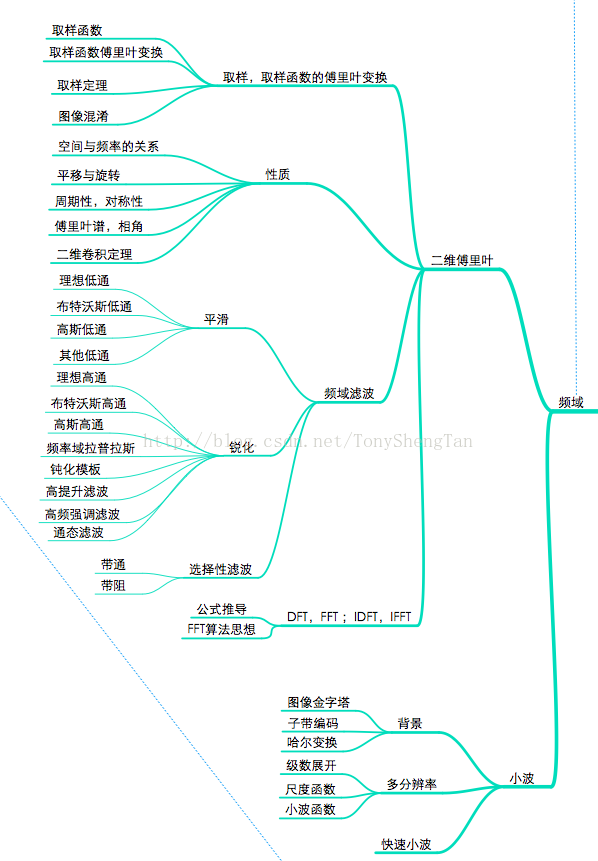 取样函数
取样函数傅里叶变换
取样，取样函数的傅里叶变换
取样定理
图像混淆
空间与频率的关系
性质
平移与旋转
周期性，对称性
傅里叶谱，相角
二维卷积定理
二维傅里叶
理想低通
布特沃斯低通
平滑
高斯低通
其他低通
理想高通
频域滤波
布特沃斯高通
频域
高斯高通
http://blog.csdn.net/TonyShengTan
频率域拉普拉斯
锐化
钝化模板
高提升滤波
高频强调滤波
通态滤波
带通
选择性滤波
带阻
公式推导
DFT，FFT；IDFT，IFFT
FFT算法思想
图像金字塔
子带编码
背景
哈尔变换
级数展开
小波
尺度函数
多分辨率
小波函数
快速小波